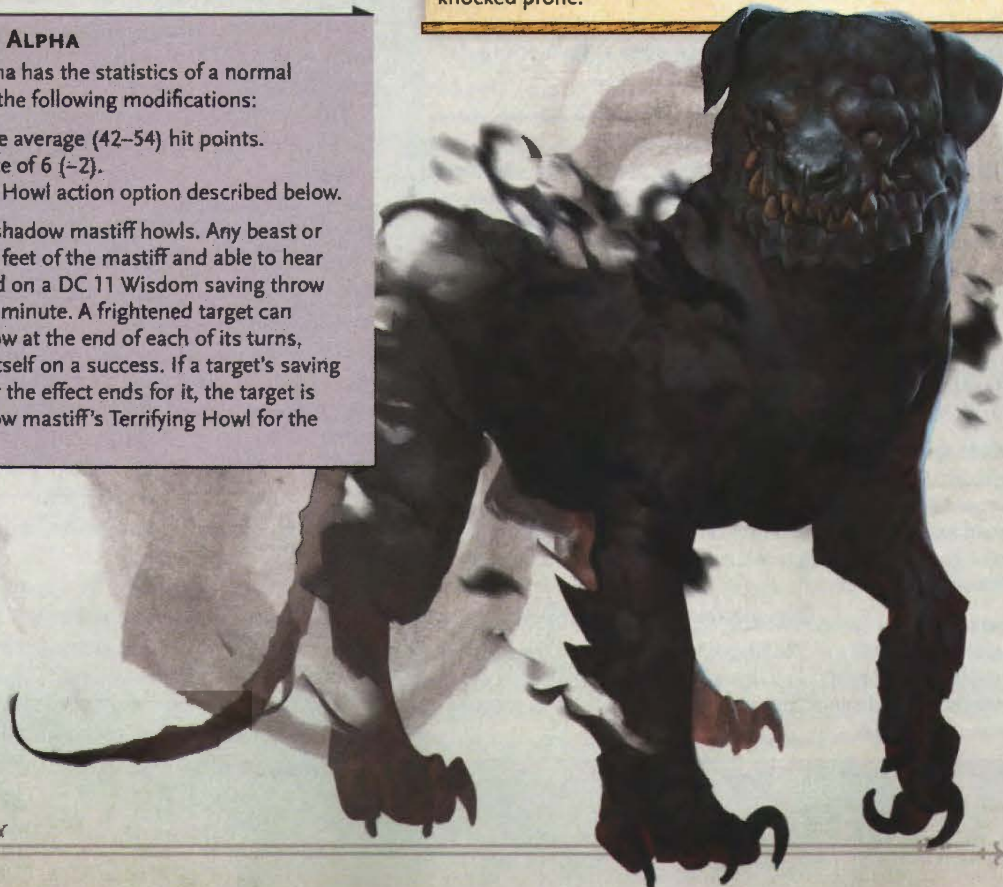 knocked prone.
ALPHA
has the statistics of a normal
the following modifications:
average (42–54) hit points.
of 6 (−2).
Howl action option described below.
shadow mastiff howls. Any beast or
feet of the mastiff and able to hear
on a DC 11 Wisdom saving throw
minute. A frightened target can
at the end of each of its turns,
on a success. If a target's saving
the effect ends for it, the target is
mastiff's Terrifying Howl for the